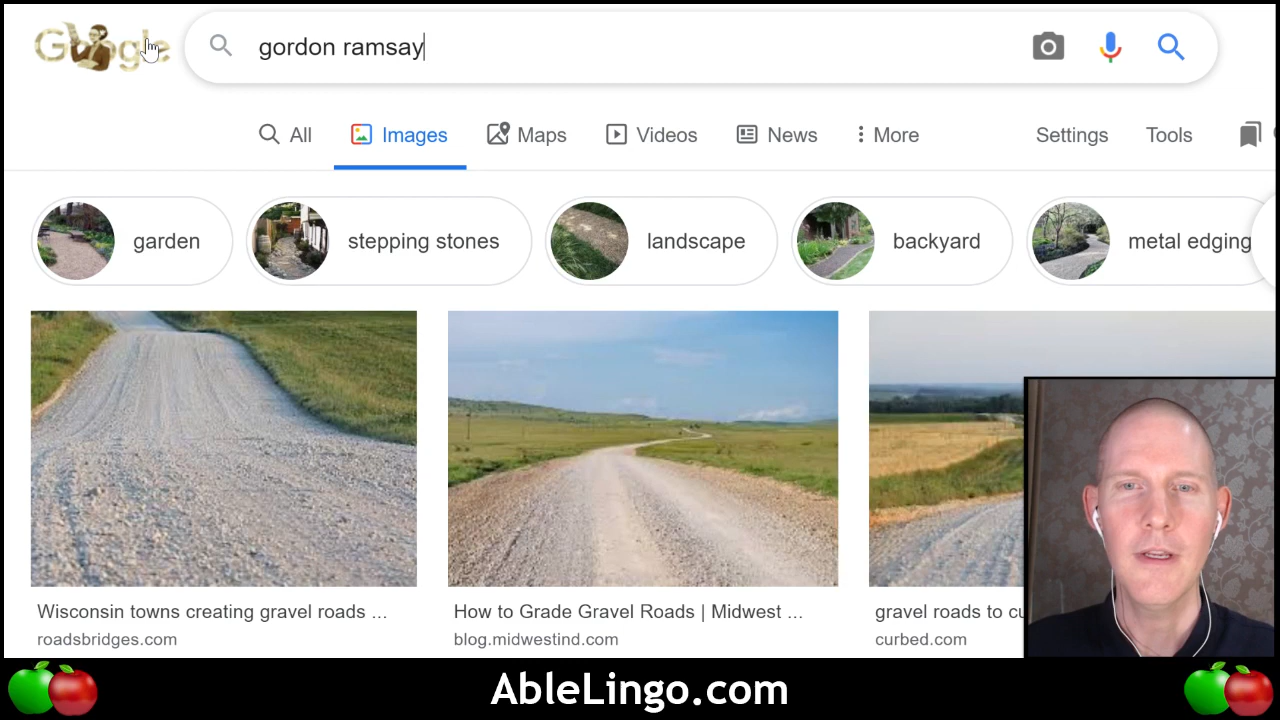 Google
gordon ramsay
All Images Maps Videos News More Settings Tools
garden stepping stones landscape backyard metal edging
Wisconsin towns creating gravel roads ... How to Grade Gravel Roads | Midwest ... gravel roads to cu
roadsbridges.com blog.midwestind.com curbed.com
AbleLingo.com